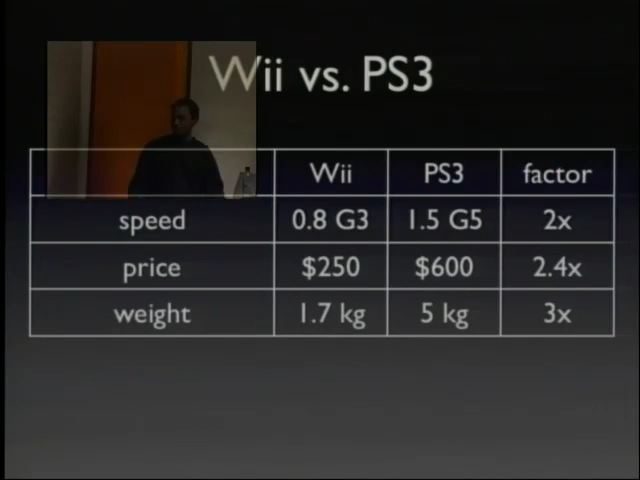 Wii vs. PS3
Wii PS3 factor
speed 0.8 G3 1.5 G5 2x
price $250 $600 2.4x
weight 1.7 kg 5 kg 3x